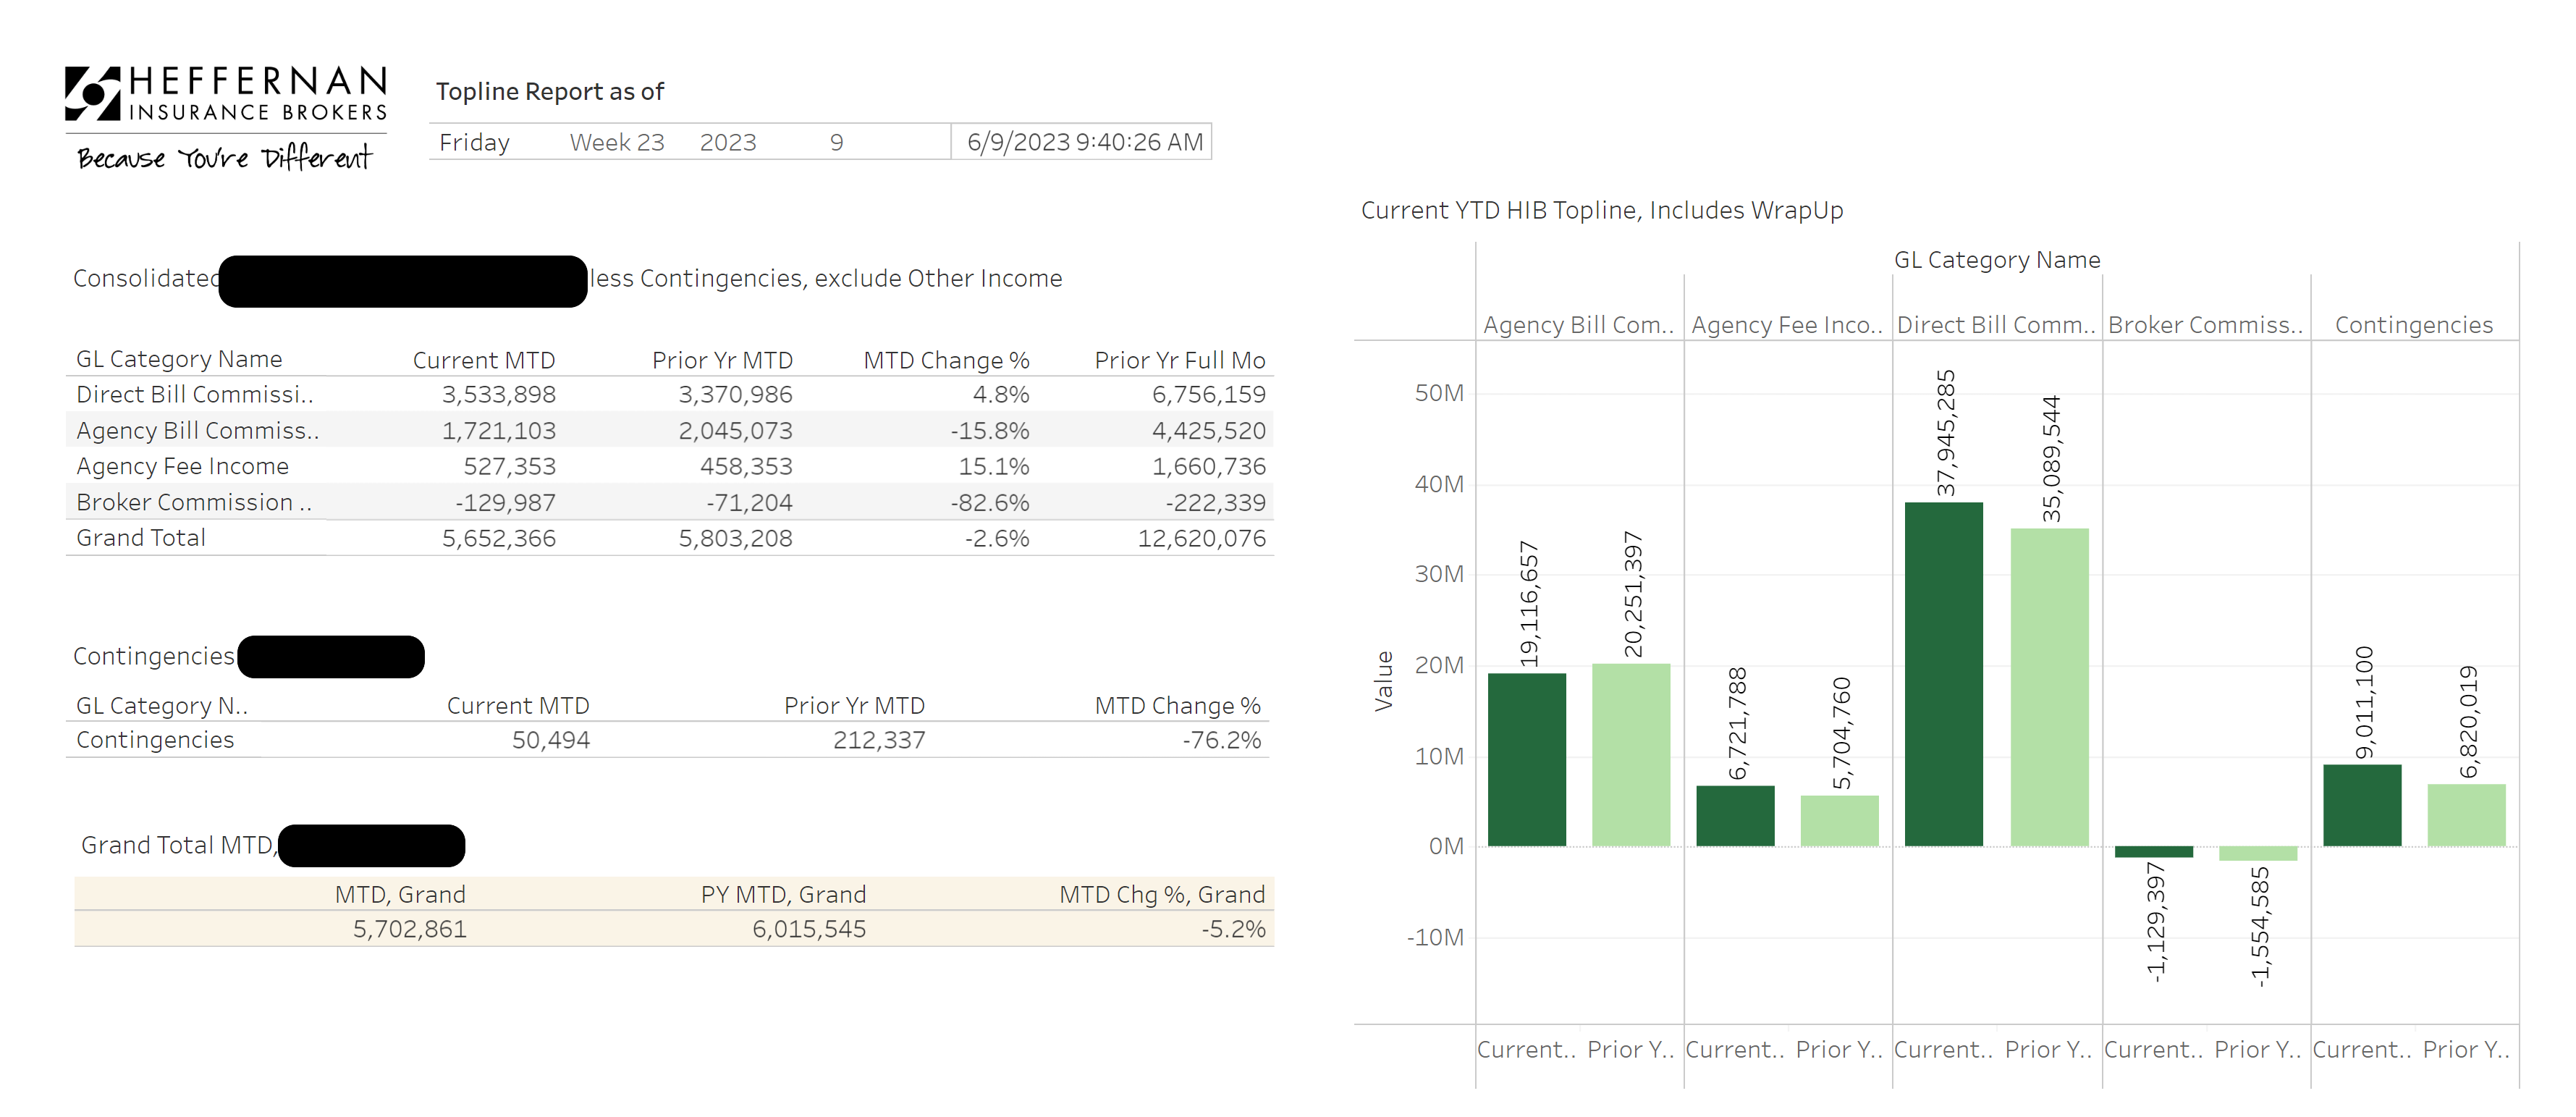 HEFFERNAN
INSURANCE BROKERS
Because You're Different
Topline Report as of
Friday Week 23 2023 9 6/9/2023 9:40:26 AM
Consolidated less Contingencies, exclude Other Income
GL Category Name Current MTD Prior Yr MTD MTD Change % Prior Yr Full Mo
Direct Bill Commissi.. 3,533,898 3,370,986 4.8% 6,756,159
Agency Bill Commiss.. 1,721,103 2,045,073 -15.8% 4,425,520
Agency Fee Income 527,353 458,353 15.1% 1,660,736
Broker Commission .. -129,987 -71,204 -82.6% -222,339
Grand Total 5,652,366 5,803,208 -2.6% 12,620,076
Contingencies
GL Category N.. Current MTD Prior Yr MTD MTD Change %
Contingencies 50,494 212,337 -76.2%
Grand Total MTD,
MTD, Grand PY MTD, Grand MTD Chg %, Grand
5,702,861 6,015,545 -5.2%
Current YTD HIB Topline, Includes WrapUp
GL Category Name
Agency Bill Com.. Agency Fee Inco.. Direct Bill Comm.. Broker Commiss.. Contingencies
Value
50M
40M
30M
20M
10M
0M
-10M
19,116,657
20,251,397
6,721,788
5,704,760
37,945,285
35,089,544
-1,129,397
-1,554,585
9,011,100
6,820,019
Current.. Prior Y.. Current.. Prior Y.. Current.. Prior Y.. Current.. Prior Y.. Current.. Prior Y..